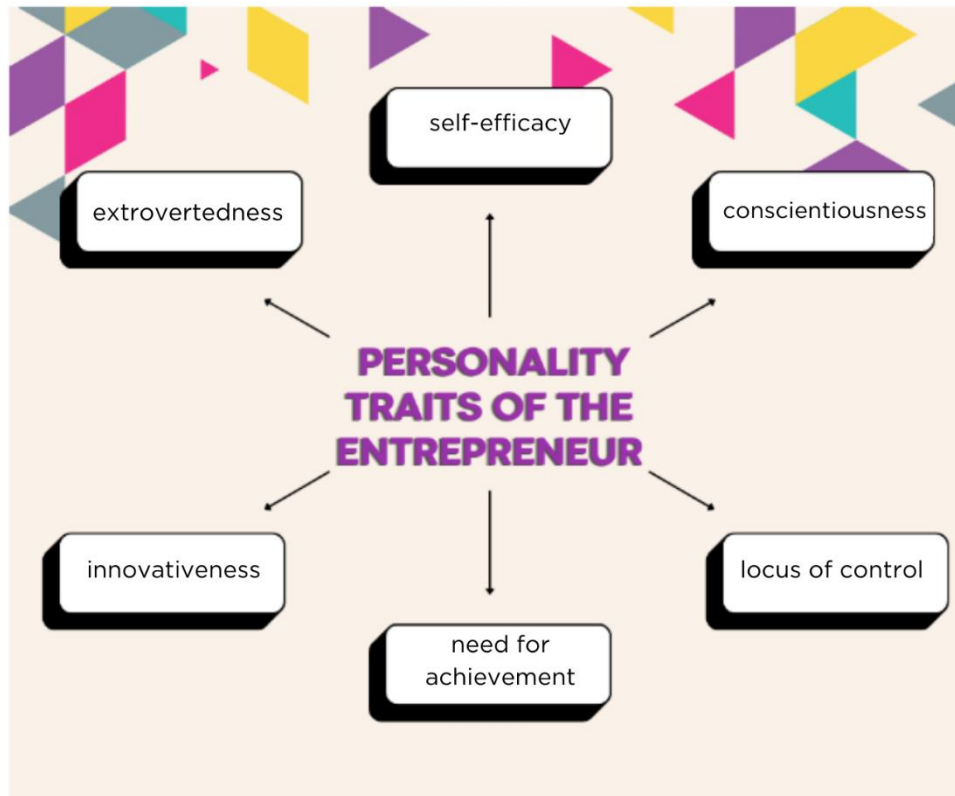 self-efficacy
extrovertedness
conscientiousness
PERSONALITY
TRAITS OF THE
ENTREPRENEUR
innovativeness
locus of control
need for
achievement